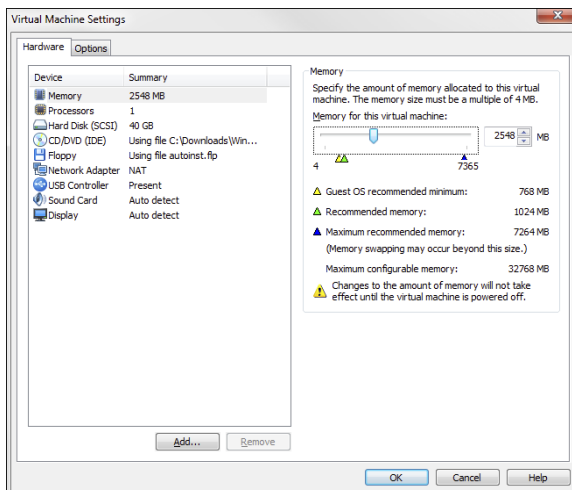 Virtual Machine Settings
Hardware Options
Device Summary
Memory 2548 MB
Processors 1
Hard Disk (SCSI) 40 GB
CD/DVD (IDE) Using file C:\Downloads\Win...
Floppy Using file autoinst.flp
Network Adapter NAT
USB Controller Present
Sound Card Auto detect
Display Auto detect
Add... Remove
Memory
Specify the amount of memory allocated to this virtual
machine. The memory size must be a multiple of 4 MB.
Memory for this virtual machine:
2548 MB
4 7365
Guest OS recommended minimum: 768 MB
Recommended memory: 1024 MB
Maximum recommended memory: 7264 MB
(Memory swapping may occur beyond this size.)
Maximum configurable memory: 32768 MB
Changes to the amount of memory will not take
effect until the virtual machine is powered off.
OK Cancel Help